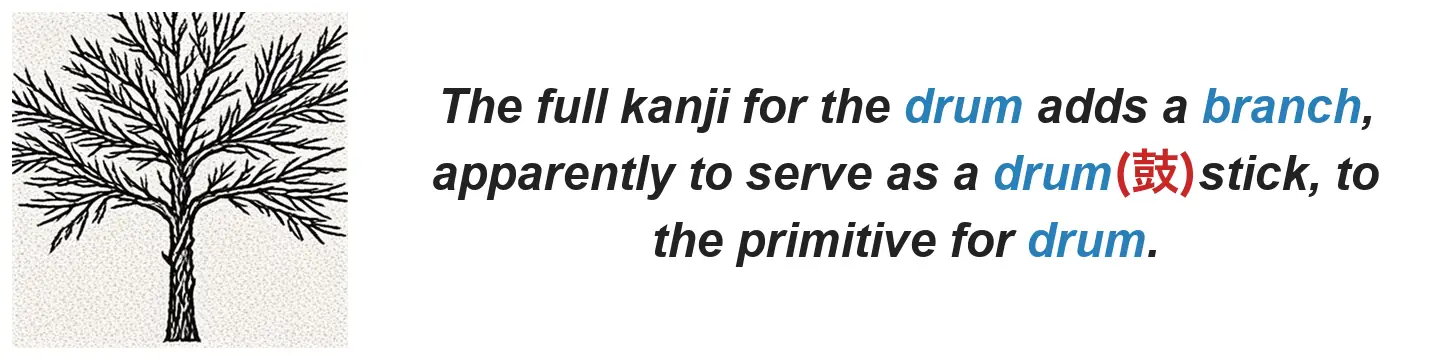 The full kanji for the drum adds a branch,
apparently to serve as a drum(鼓)stick, to
the primitive for drum.